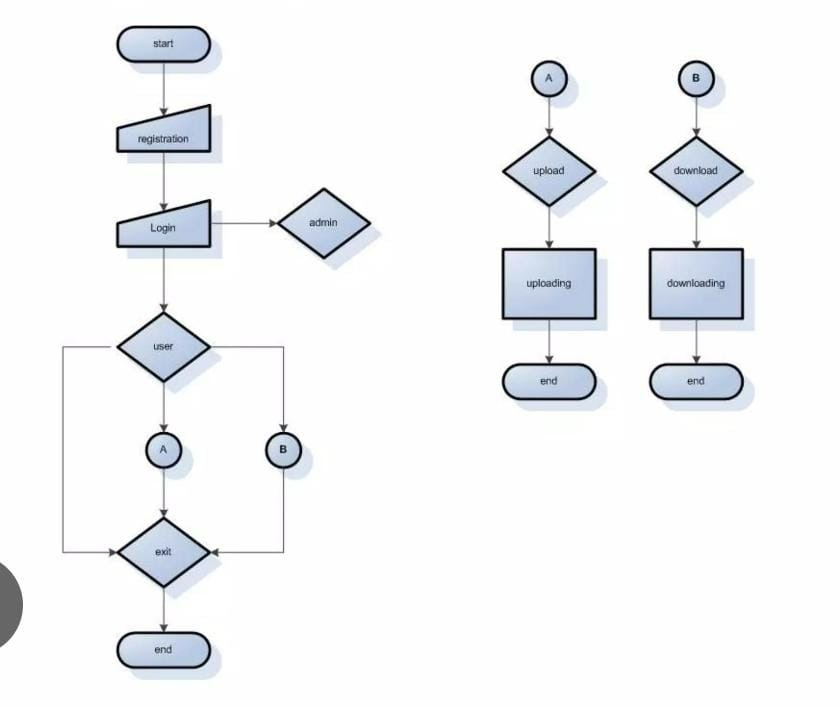 start
registration
Login
admin
user
A
B
exit
end
A
upload
uploading
end
B
download
downloading
end